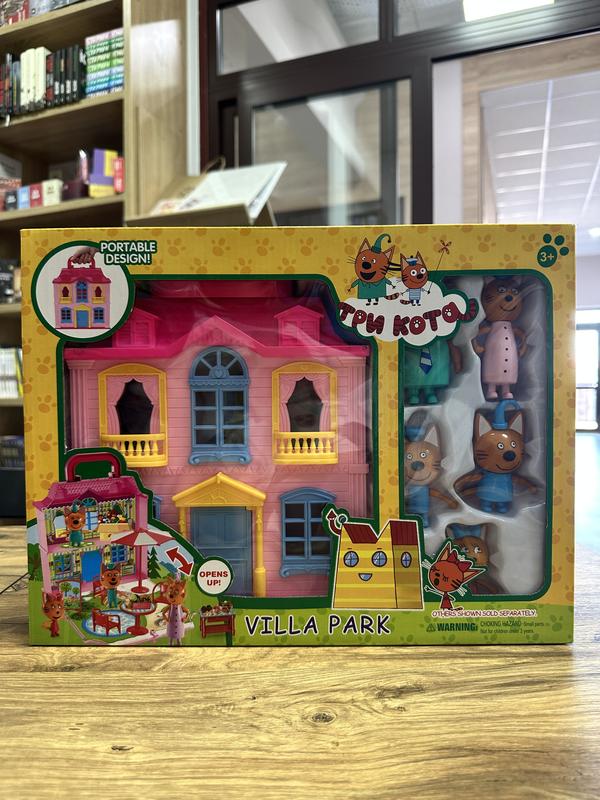 PORTABLE
DESIGN!
3+
ТРИ КОТА
OPENS
UP!
VILLA PARK
OTHERS SHOWN SOLD SEPARATELY!
WARNING: CHOKING HAZARD-Small parts
Not for children under 3 years.